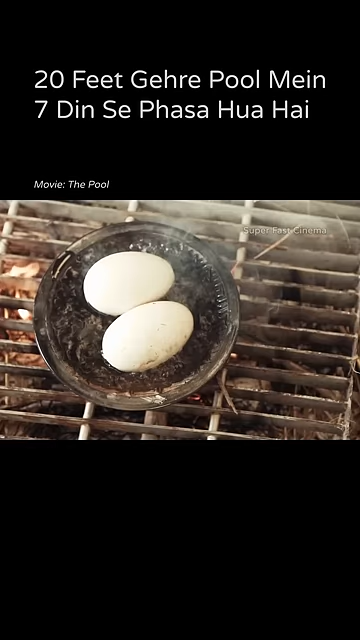 20 Feet Gehre Pool Mein
7 Din Se Phasa Hua Hai
Movie: The Pool
Super Fast Cinema